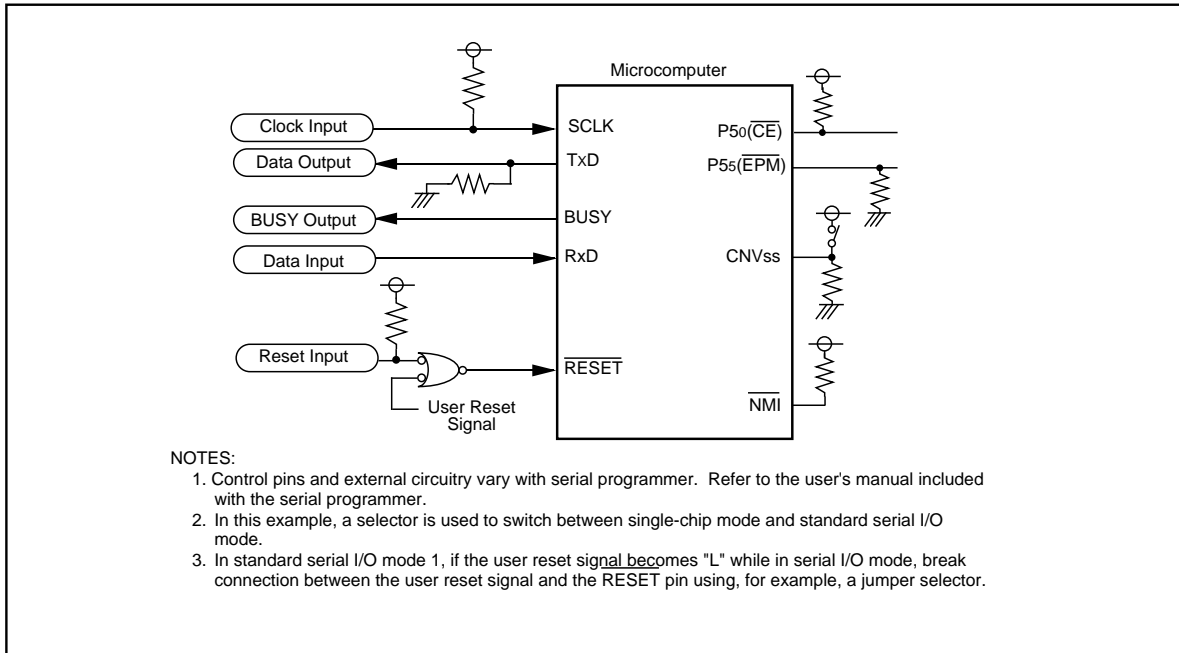 Microcomputer
Clock Input
SCLK
P50(CE)
Data Output
TxD
P55(EPM)
BUSY Output
BUSY
Data Input
RxD
CNVss
Reset Input
RESET
User Reset
Signal
NMI
NOTES:
1. Control pins and external circuitry vary with serial programmer. Refer to the user's manual included
with the serial programmer.
2. In this example, a selector is used to switch between single-chip mode and standard serial I/O
mode.
3. In standard serial I/O mode 1, if the user reset signal becomes "L" while in serial I/O mode, break
connection between the user reset signal and the RESET pin using, for example, a jumper selector.